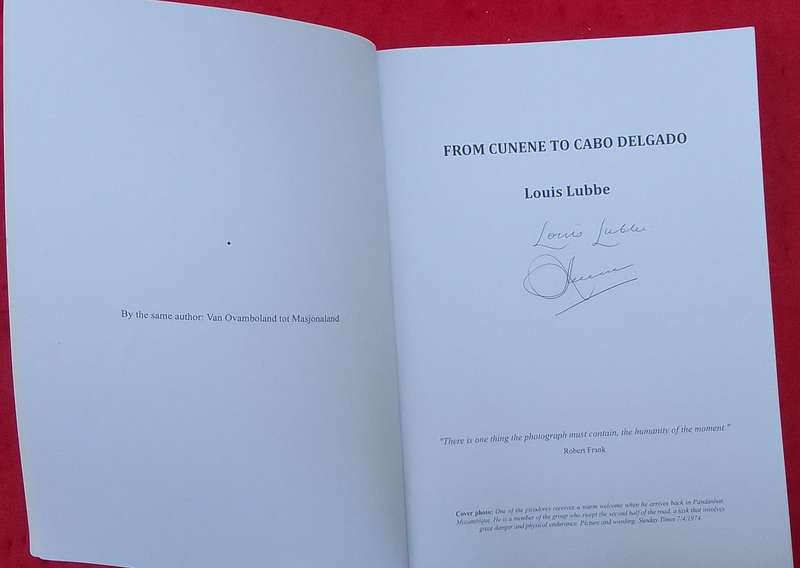 By the same author: Van Ovamboland tot Masjonaland
FROM CUNENE TO CABO DELGADO
Louis Lubbe
Louis Lubbe
"There is one thing the photograph must contain, the humanity of the moment."
Robert Frank
Cover photo: One of the picadores receives a warm welcome when he arrives back in Pundanhar,
Mozambique. He is a member of the group who swept the second half of the road, a task that involves
great danger and physical endurance. Picture and wording: Sunday Times 7/4/1974.